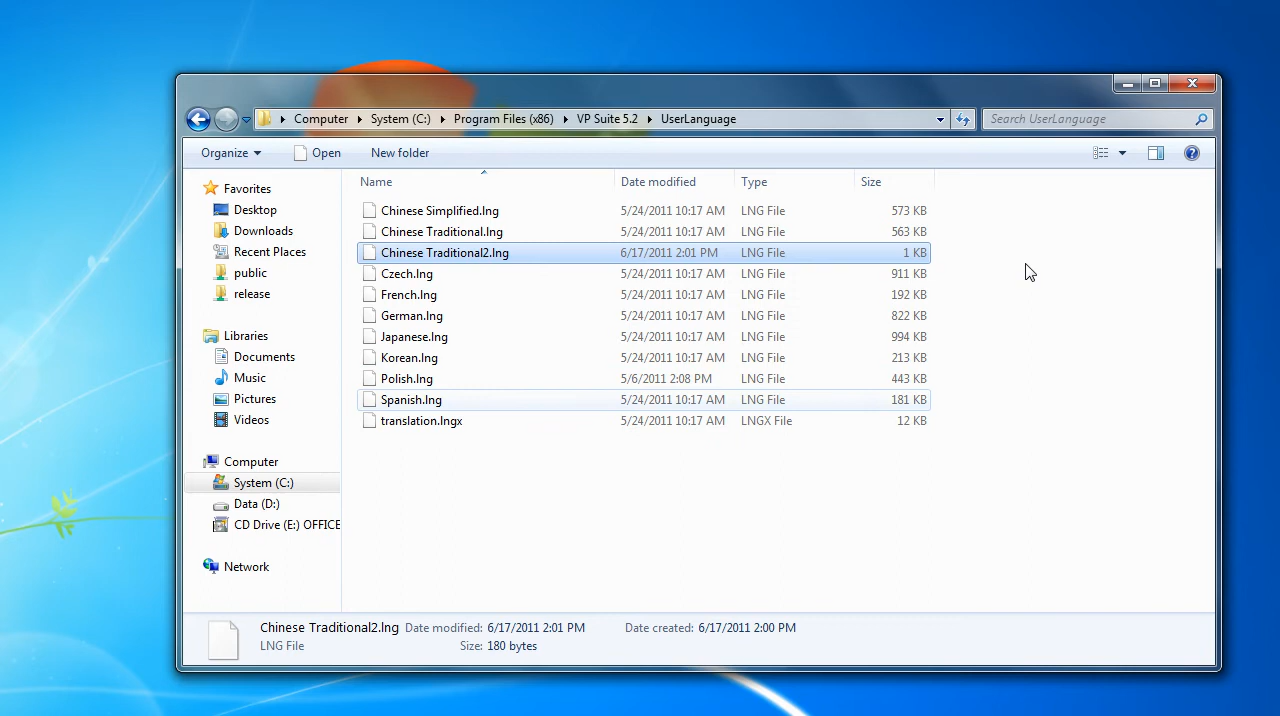 Computer System (C:) Program Files (x86) VP Suite 5.2 UserLanguage Search UserLanguage
Organize Open New folder
Favorites
Desktop
Downloads
Recent Places
public
release
Libraries
Documents
Music
Pictures
Videos
Computer
System (C:)
Data (D:)
CD Drive (E:) OFFICE
Network
Name Date modified Type Size
Chinese Simplified.lng 5/24/2011 10:17 AM LNG File 573 KB
Chinese Traditional.lng 5/24/2011 10:17 AM LNG File 563 KB
Chinese Traditional2.lng 6/17/2011 2:01 PM LNG File 1 KB
Czech.lng 5/24/2011 10:17 AM LNG File 911 KB
French.lng 5/24/2011 10:17 AM LNG File 192 KB
German.lng 5/24/2011 10:17 AM LNG File 822 KB
Japanese.lng 5/24/2011 10:17 AM LNG File 994 KB
Korean.lng 5/24/2011 10:17 AM LNG File 213 KB
Polish.lng 5/6/2011 2:08 PM LNG File 443 KB
Spanish.lng 5/24/2011 10:17 AM LNG File 181 KB
translation.lngx 5/24/2011 10:17 AM LNGX File 12 KB
Chinese Traditional2.lng Date modified: 6/17/2011 2:01 PM Date created: 6/17/2011 2:00 PM
LNG File Size: 180 bytes